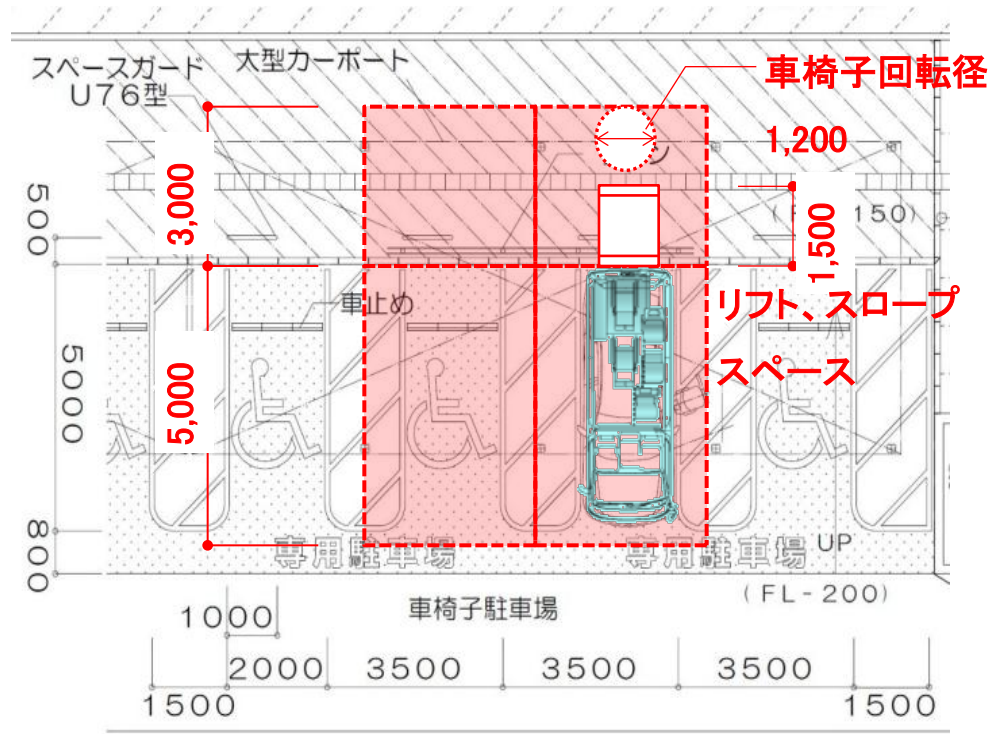 スペースガード
U76型
大型カーポート
車椅子回転径
1,200
3,000
500
1,500
150)
ン
車止め
リフト、スロープ
スペース
5,000
5000
800
専用駐車場
専用駐車場
UP
(FL-200)
車椅子駐車場
1000
2000
3500
3500
3500
1500
1500